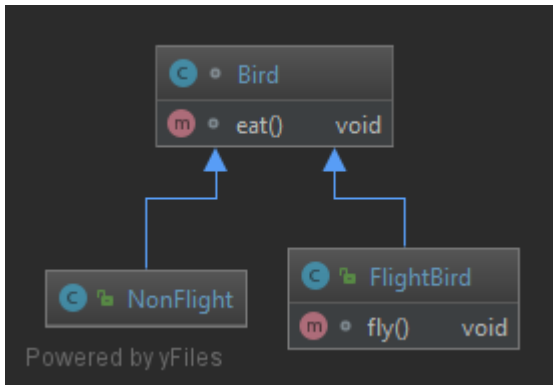 C Bird
m eat() void
C NonFlight
C FlightBird
m fly() void
Powered by yFiles